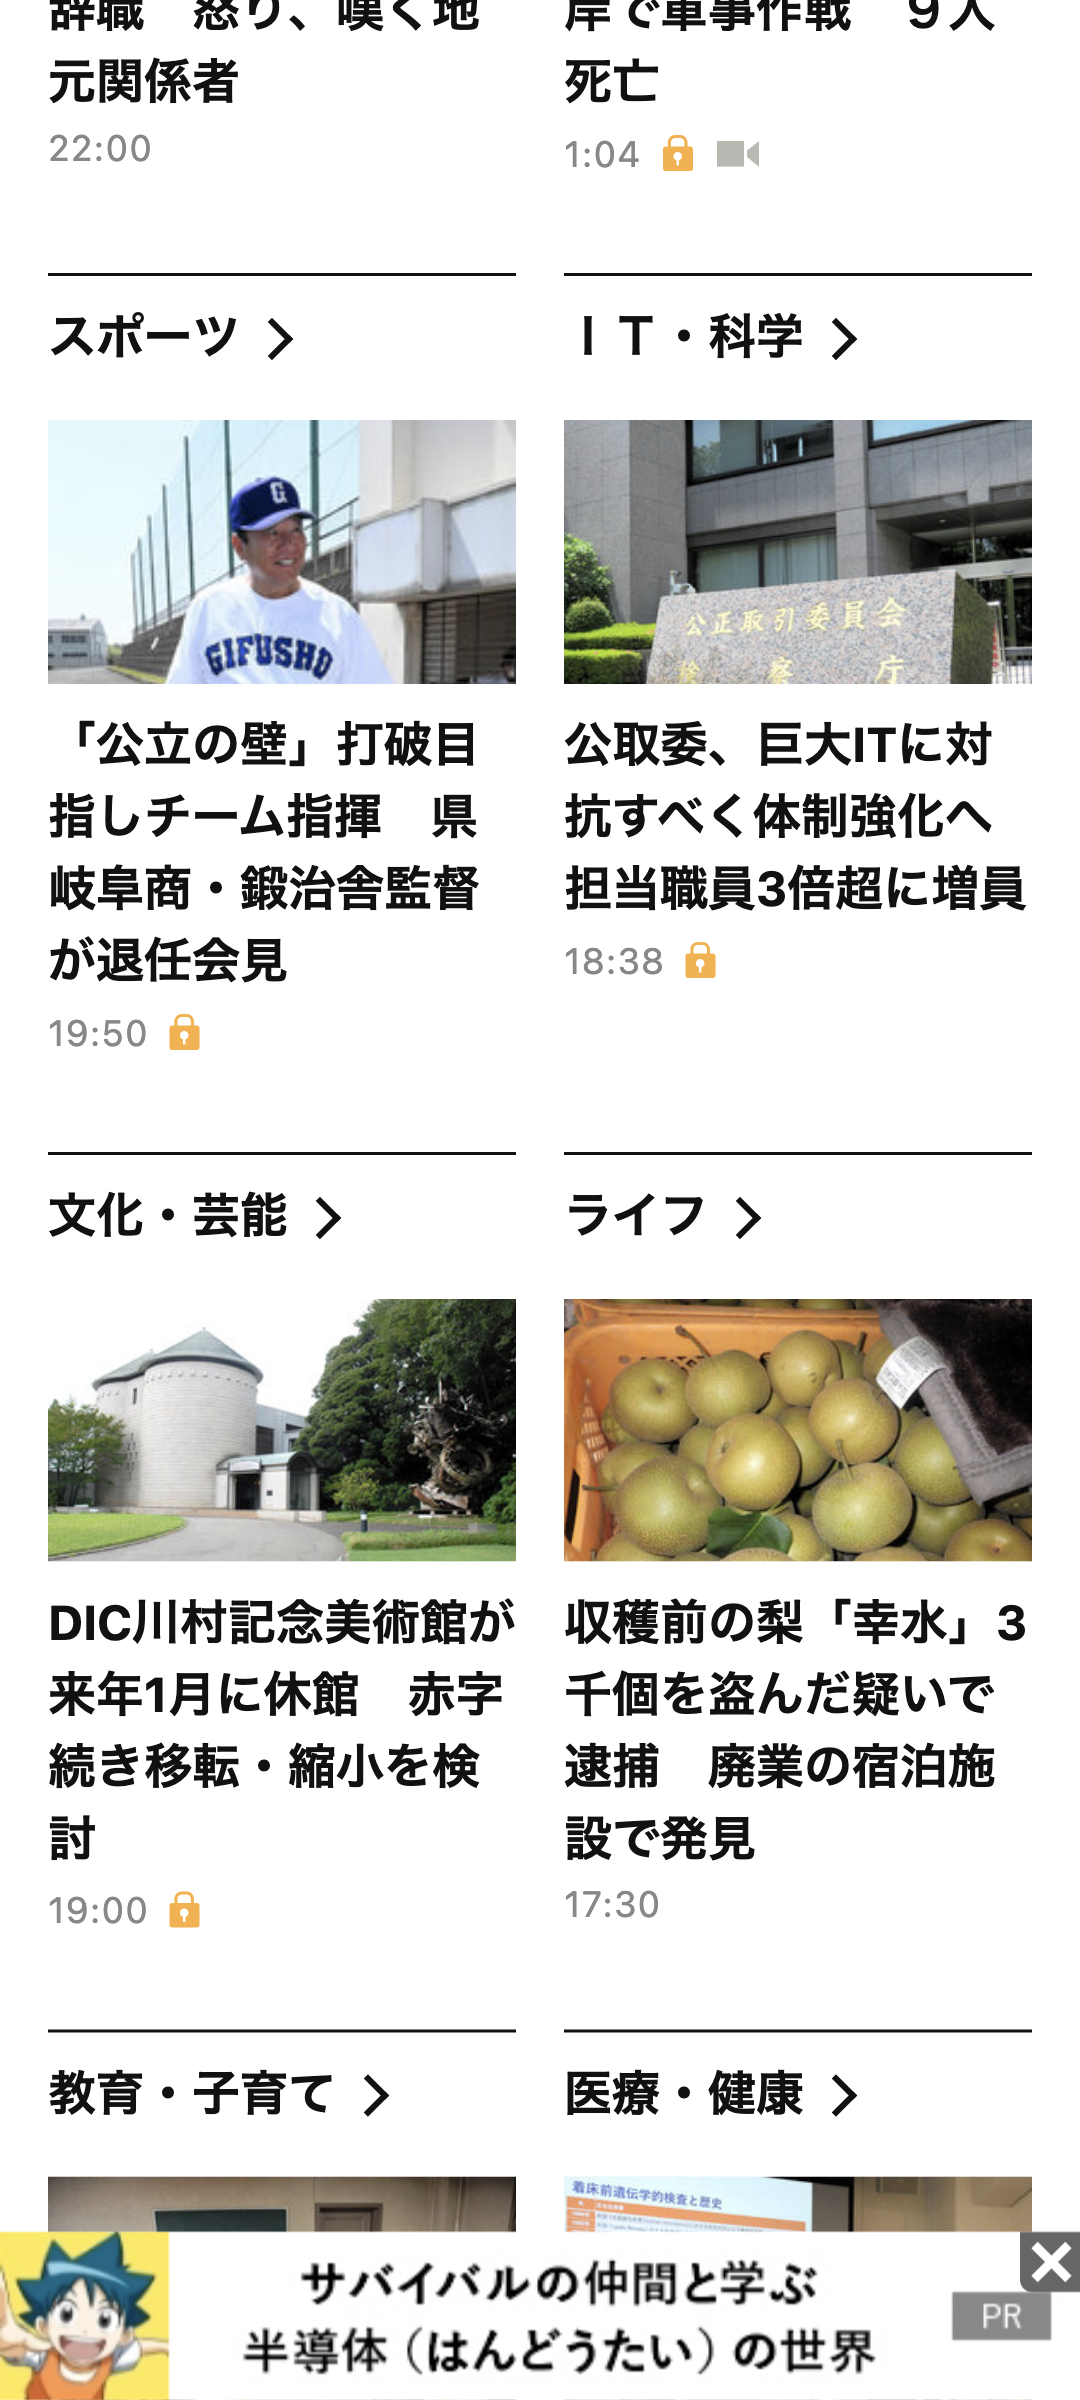 辞職　怒り、嘆く地
元関係者
22:00
岸で軍事作戦　９人
死亡
1:04
スポーツ
ＩＴ・科学
G
GIFUSHO
公正取引委員会
検 察 庁
「公立の壁」打破目
指しチーム指揮　県
岐阜商・鍛治舎監督
が退任会見
19:50
公取委、巨大ITに対
抗すべく体制強化へ
担当職員3倍超に増員
18:38
文化・芸能
ライフ
DIC川村記念美術館が
来年1月に休館　赤字
続き移転・縮小を検
討
19:00
収穫前の梨「幸水」3
千個を盗んだ疑いで
逮捕　廃業の宿泊施
設で発見
17:30
教育・子育て
医療・健康
着床前遺伝学的検査と歴史
サバイバルの仲間と学ぶ
半導体（はんどうたい）の世界
PR